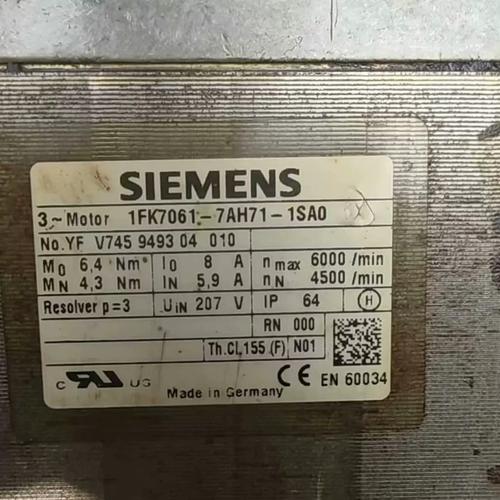 SIEMENS
3~Motor 1FK7061-7AH71-1SA0
No.YF V745 9493 04 010
M0 6,4 Nm I0 8 A n max 6000 /min
MN 4,3 Nm IN 5,9 A nN 4500 /min
Resolver p=3 UIN 207 V IP 64 H
RN 000
Th.Cl.155 (F) N01
c RU US CE EN 60034
Made in Germany